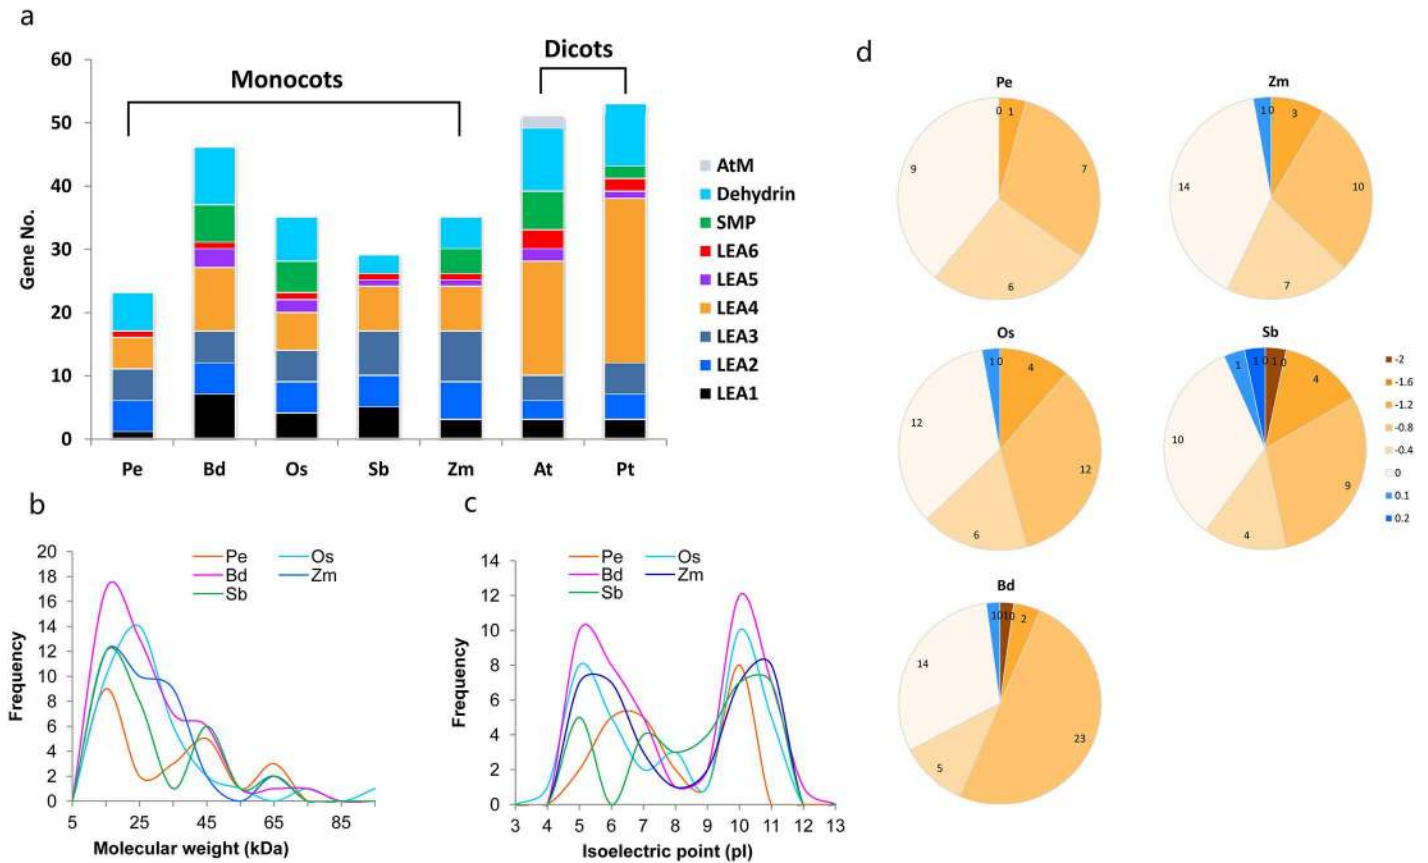 a
60
50
40
30
20
10
0
Gene No.
Monocots
Dicots
Pe Bd Os Sb Zm At Pt
AtM
Dehydrin
SMP
LEA6
LEA5
LEA4
LEA3
LEA2
LEA1
b
20
18
16
14
12
10
8
6
4
2
0
Frequency
Pe Os
Bd Zm
Sb
5 25 45 65 85
Molecular weight (kDa)
c
14
12
10
8
6
4
2
0
Frequency
Pe Os
Bd Zm
Sb
3 4 5 6 7 8 9 10 11 12 13
Isoelectric point (pI)
d
Pe
0 1
7
6
9
Zm
1 0 3
10
7
14
Os
1 0 4
12
6
12
Sb
1 1 0 1 0 4
9
4
10
Bd
1 0 1 0 2
23
5
14
-2
-1.6
-1.2
-0.8
-0.4
0
0.1
0.2